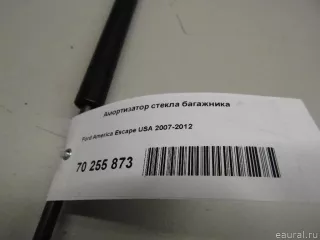 Амортизатор стекла багажника
Ford America Escape USA 2007-2012
70 255 873
eaural.ru